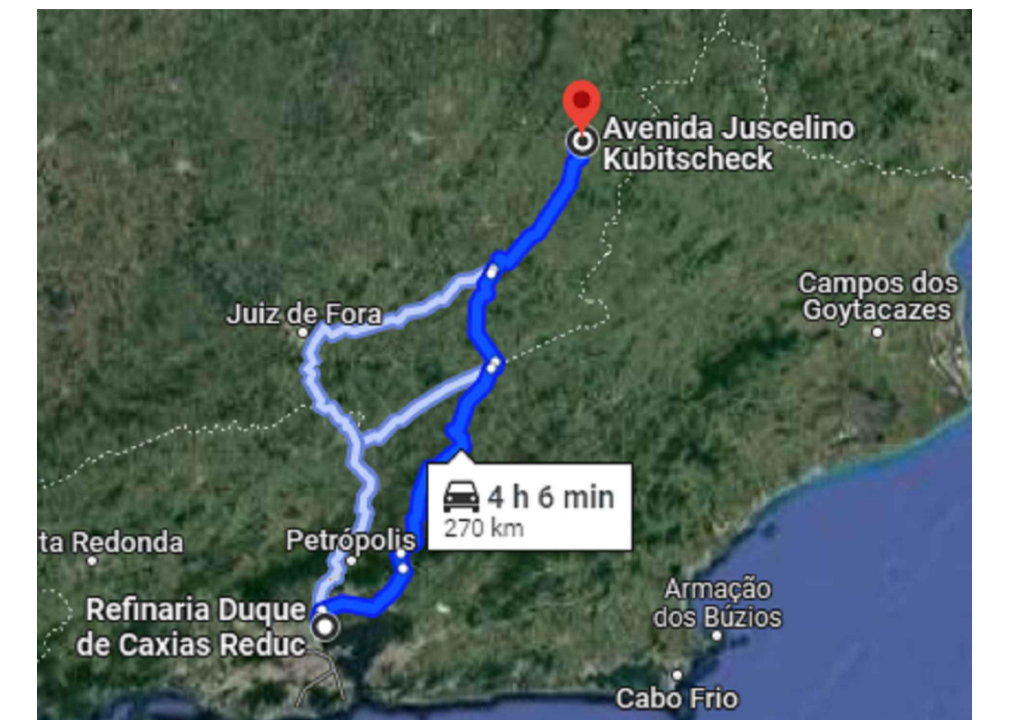 Avenida Juscelino
Kubitscheck
Campos dos
Goytacazes
Juiz de Fora
4 h 6 min
270 km
ta Redonda
Petrópolis
Armação
dos Búzios
Refinaria Duque
de Caxias Reduc
Cabo Frio